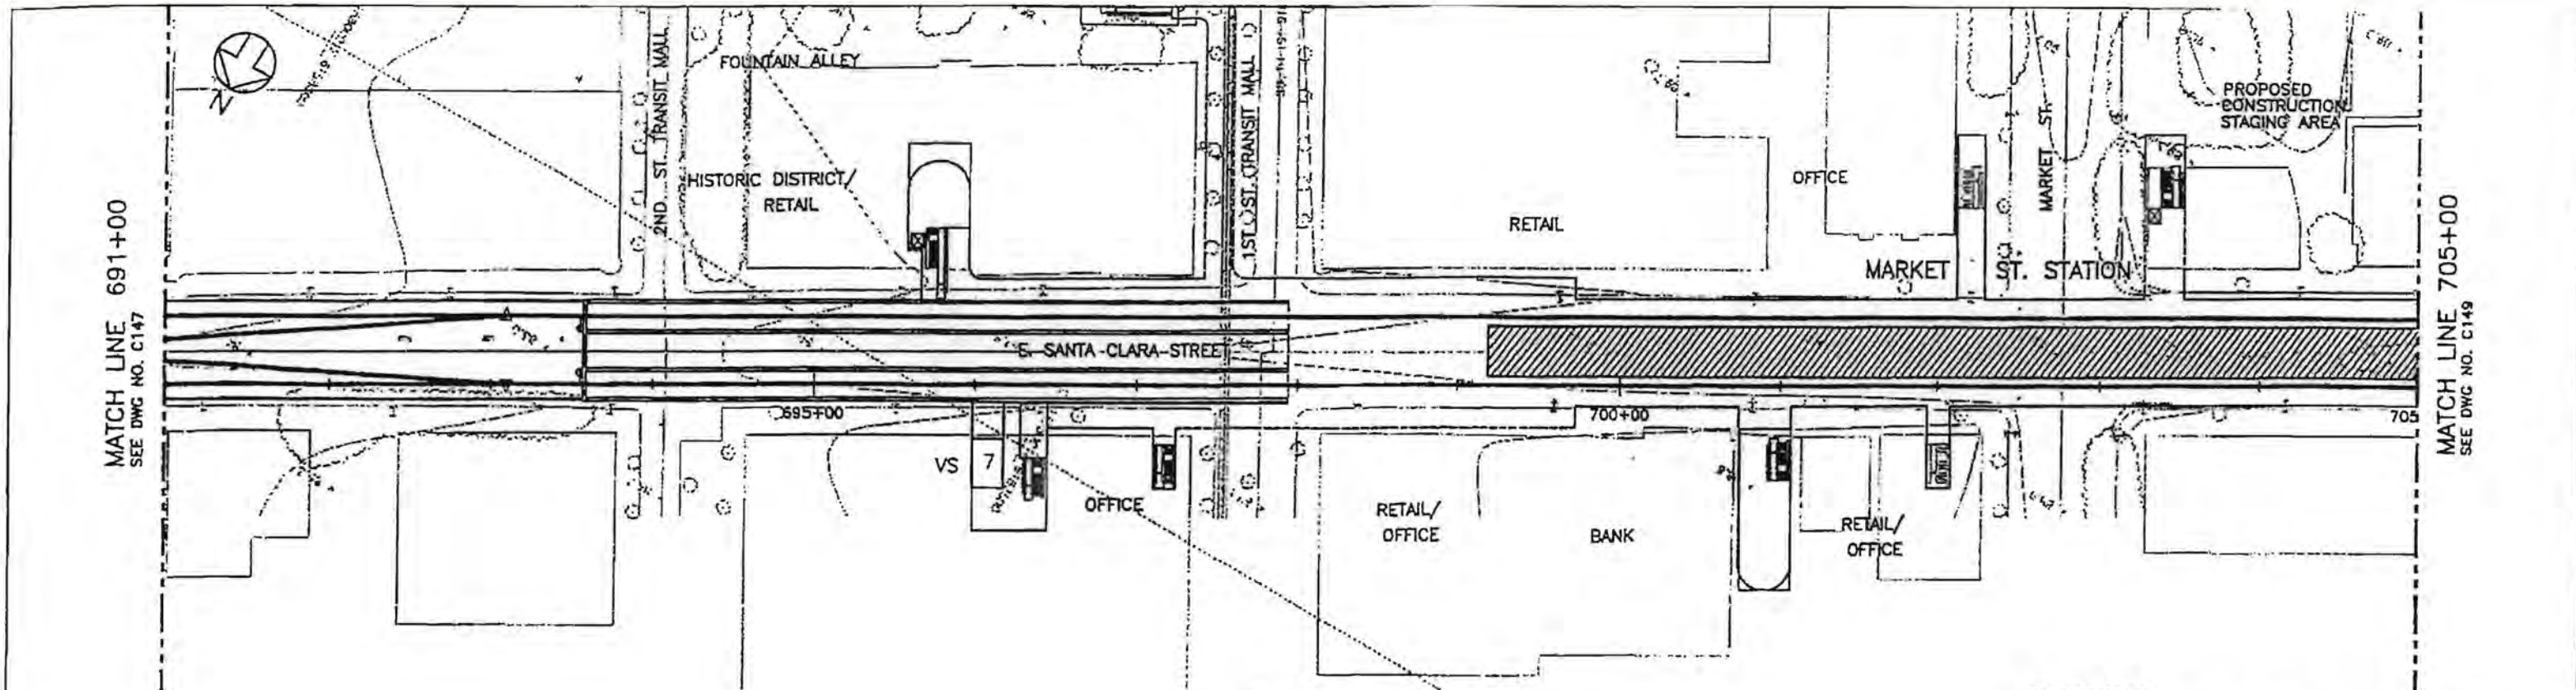 N
MATCH LINE 691+00
SEE DWG NO. C147
2ND. ST. TRANSIT MALL
FOUNTAIN ALLEY
HISTORIC DISTRICT/
RETAIL
1ST ST. TRANSIT MALL
RETAIL
OFFICE
MARKET ST.
PROPOSED
CONSTRUCTION
STAGING AREA
MARKET ST. STATION
MATCH LINE 705+00
SEE DWG NO. C149
E. SANTA CLARA STREET
695+00
700+00
705
VS 7
OFFICE
RETAIL/
OFFICE
BANK
RETAIL/
OFFICE